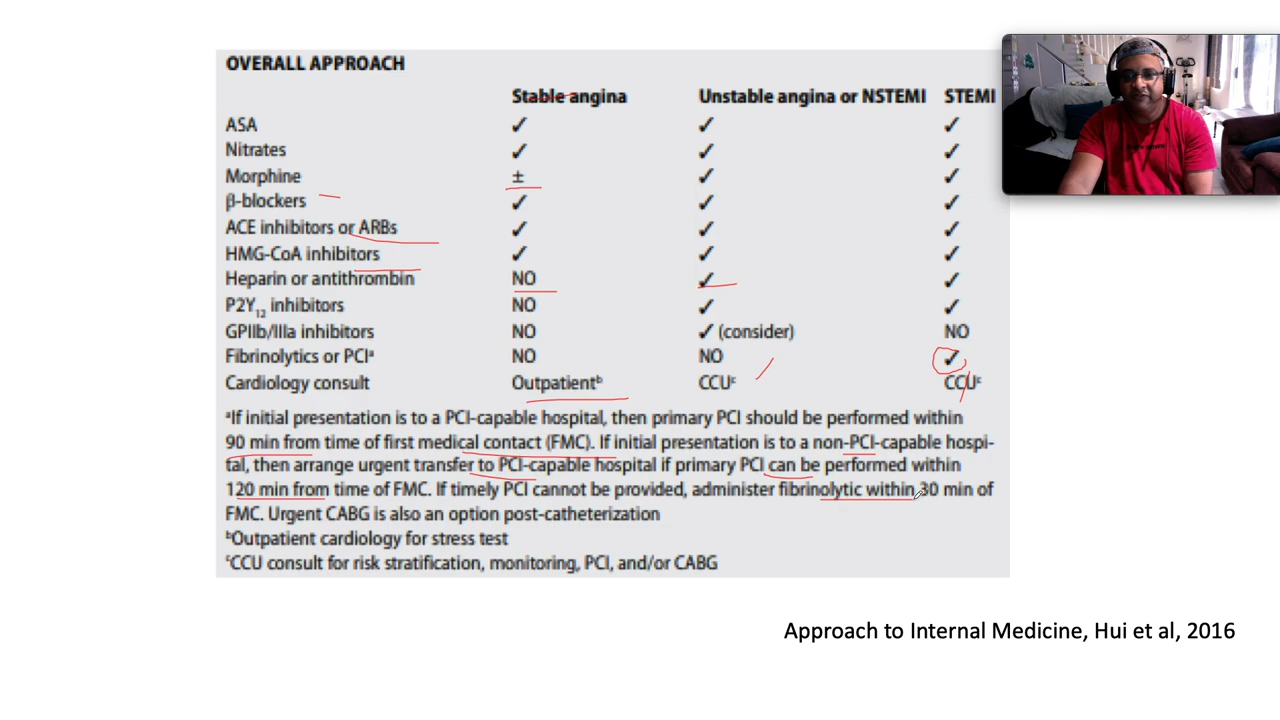 OVERALL APPROACH
Stable angina Unstable angina or NSTEMI STEMI
ASA ✓ ✓ ✓
Nitrates ✓ ✓ ✓
Morphine ± ✓ ✓
β-blockers ✓ ✓ ✓
ACE inhibitors or ARBs ✓ ✓ ✓
HMG-CoA inhibitors ✓ ✓ ✓
Heparin or antithrombin NO ✓ ✓
P2Y₁₂ inhibitors NO ✓ ✓
GPIIb/IIIa inhibitors NO ✓ (consider) NO
Fibrinolytics or PCIᵃ NO NO ✓
Cardiology consult Outpatientᵇ CCUᶜ CCUᶜ
ᵃIf initial presentation is to a PCI-capable hospital, then primary PCI should be performed within
90 min from time of first medical contact (FMC). If initial presentation is to a non-PCI-capable hospi-
tal, then arrange urgent transfer to PCI-capable hospital if primary PCI can be performed within
120 min from time of FMC. If timely PCI cannot be provided, administer fibrinolytic within 30 min of
FMC. Urgent CABG is also an option post-catheterization
ᵇOutpatient cardiology for stress test
ᶜCCU consult for risk stratification, monitoring, PCI, and/or CABG
Approach to Internal Medicine, Hui et al, 2016